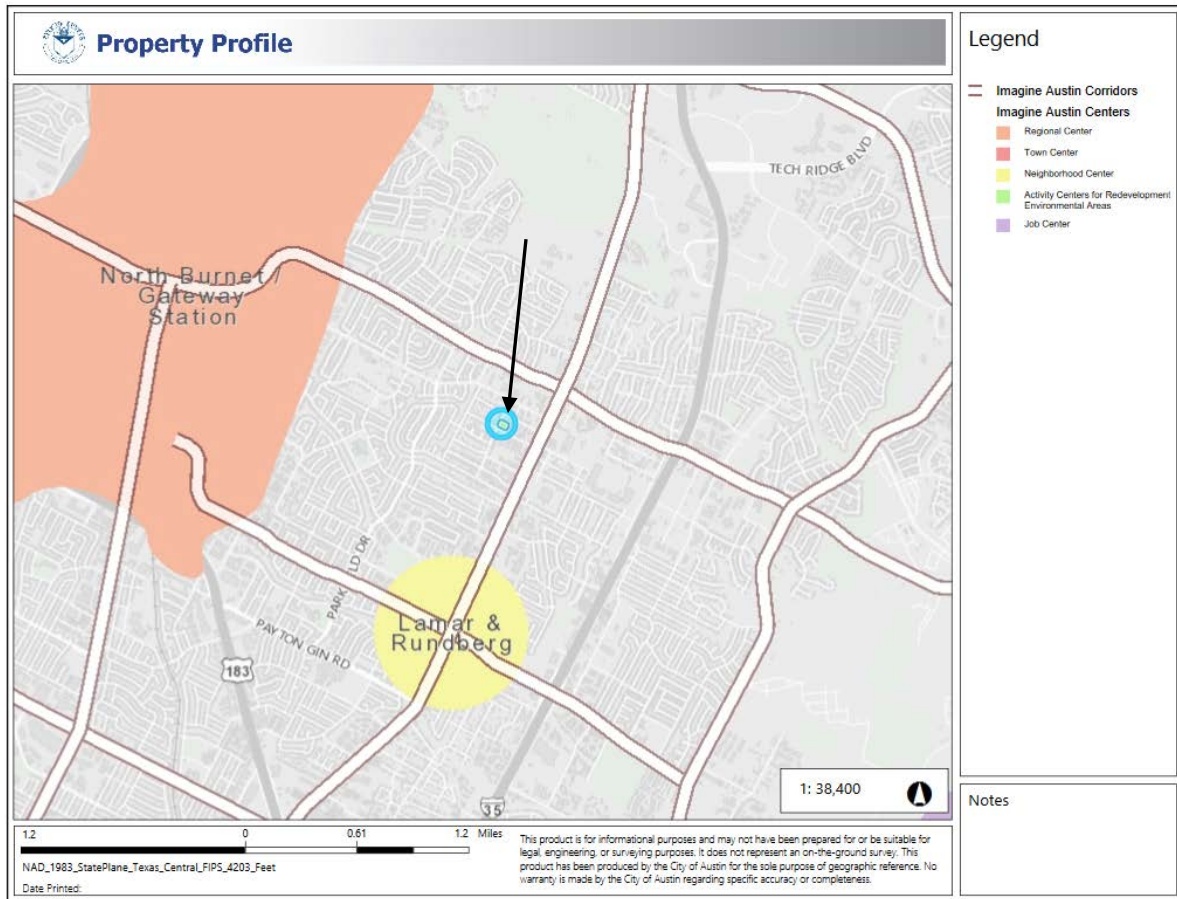 Property Profile
North Burnet /
Gateway
Station
TECH RIDGE BLVD
Lamar &
Rundberg
PAYTON GIN RD
183
35
1: 38,400
1.2 0 0.61 1.2 Miles
NAD_1983_StatePlane_Texas_Central_FIPS_4203_Feet
Date Printed:
This product is for informational purposes and may not have been prepared for or be suitable for
legal, engineering, or surveying purposes. It does not represent an on-the-ground survey. This
product has been produced by the City of Austin for the sole purpose of geographic reference. No
warranty is made by the City of Austin regarding specific accuracy or completeness.
Legend
Imagine Austin Corridors
Imagine Austin Centers
Regional Center
Town Center
Neighborhood Center
Activity Centers for Redevelopment
Environmental Areas
Job Center
Notes